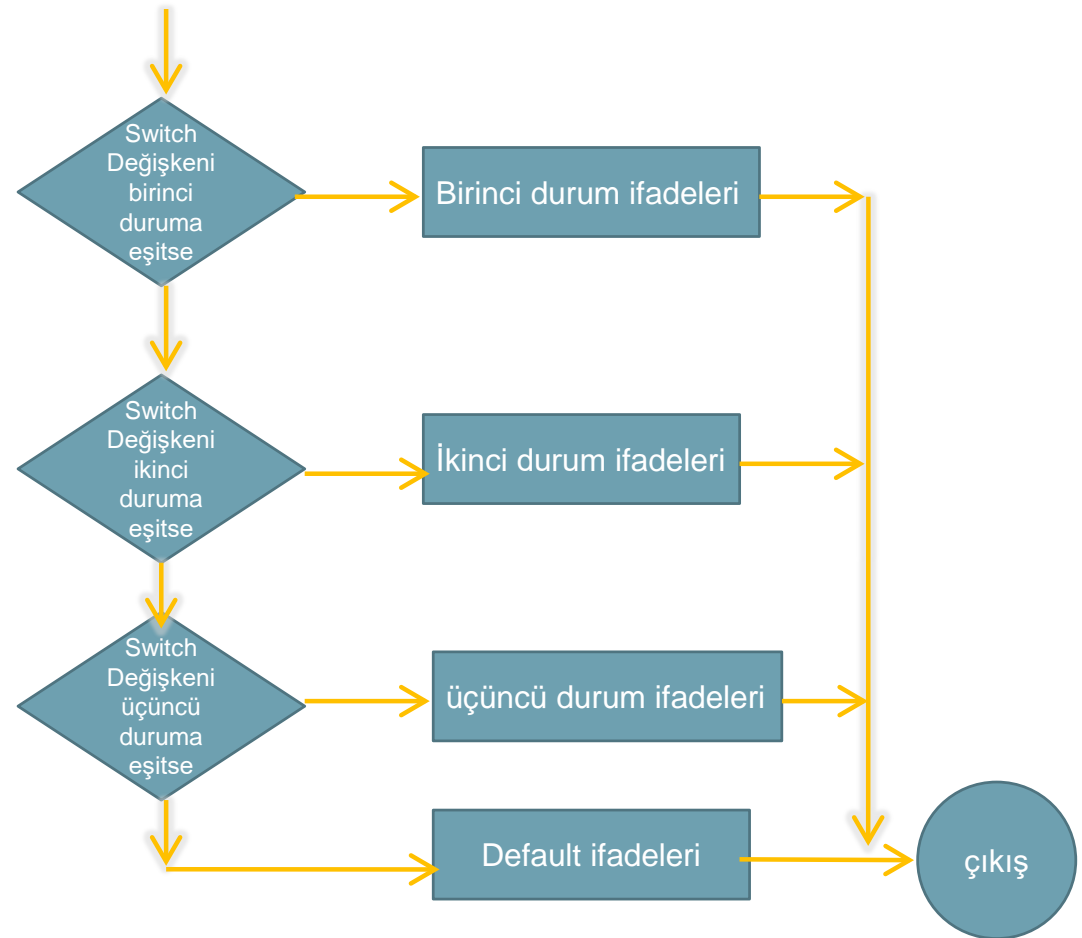 Switch
Değişkeni
birinci
duruma
eşitse
Birinci durum ifadeleri
Switch
Değişkeni
ikinci
duruma
eşitse
İkinci durum ifadeleri
Switch
Değişkeni
üçüncü
duruma
eşitse
üçüncü durum ifadeleri
Default ifadeleri
çıkış